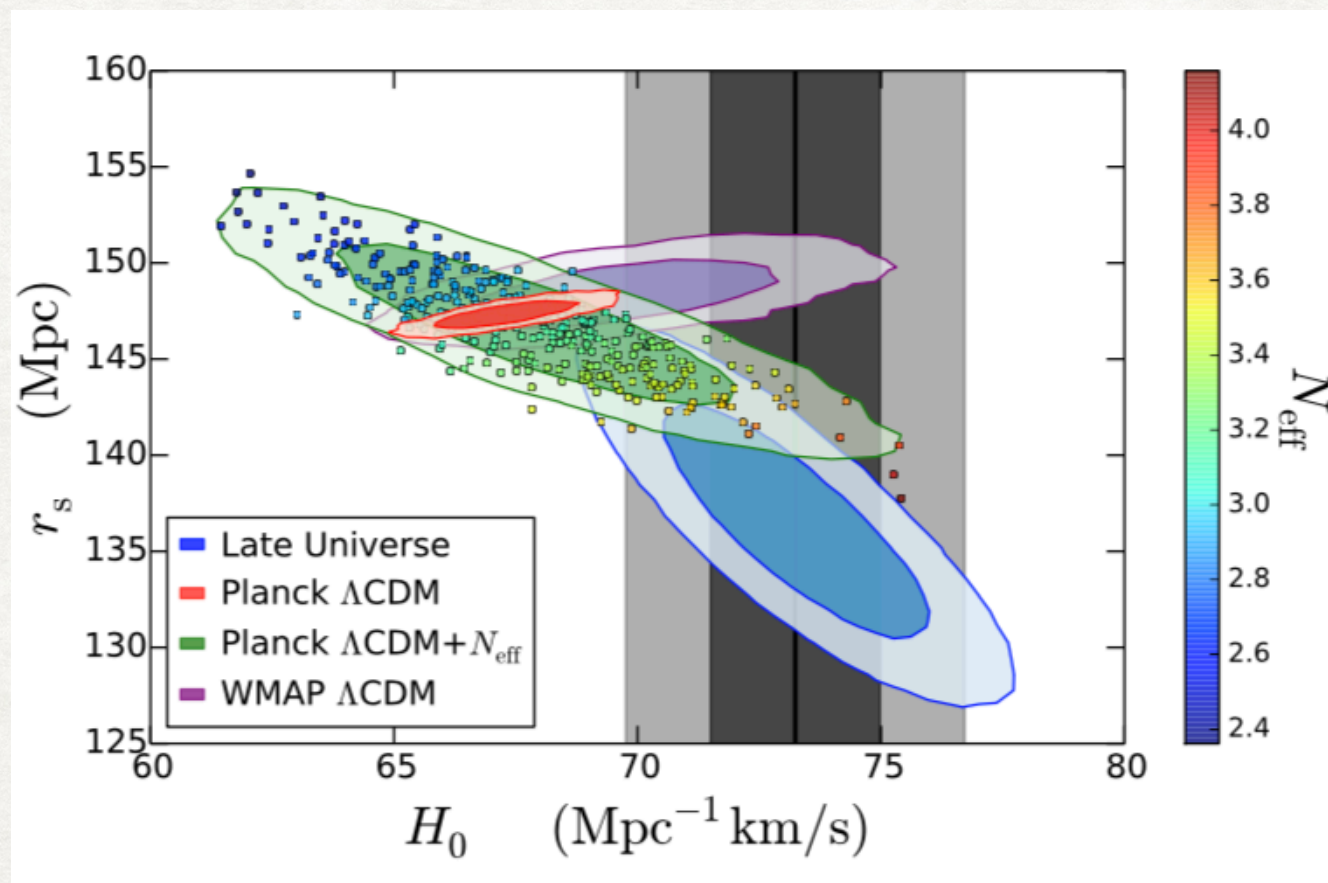 160
155
150
145
140
135
130
125
r_s (Mpc)
Late Universe
Planck ΛCDM
Planck ΛCDM+N_eff
WMAP ΛCDM
60 65 70 75 80
H_0 (Mpc⁻¹ km/s)
4.0
3.8
3.6
3.4
3.2
3.0
2.8
2.6
2.4
N_eff